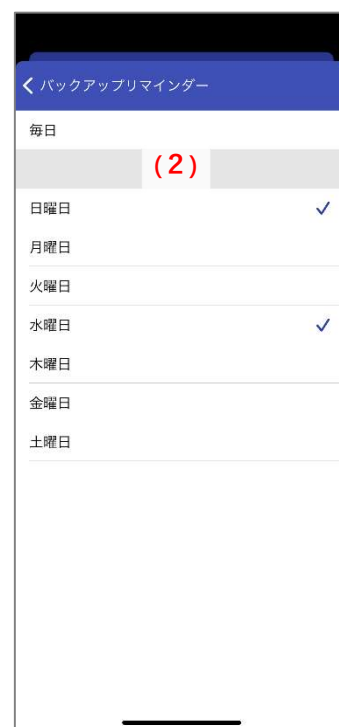 バックアップリマインダー
毎日
(2)
日曜日
月曜日
火曜日
水曜日
木曜日
金曜日
土曜日